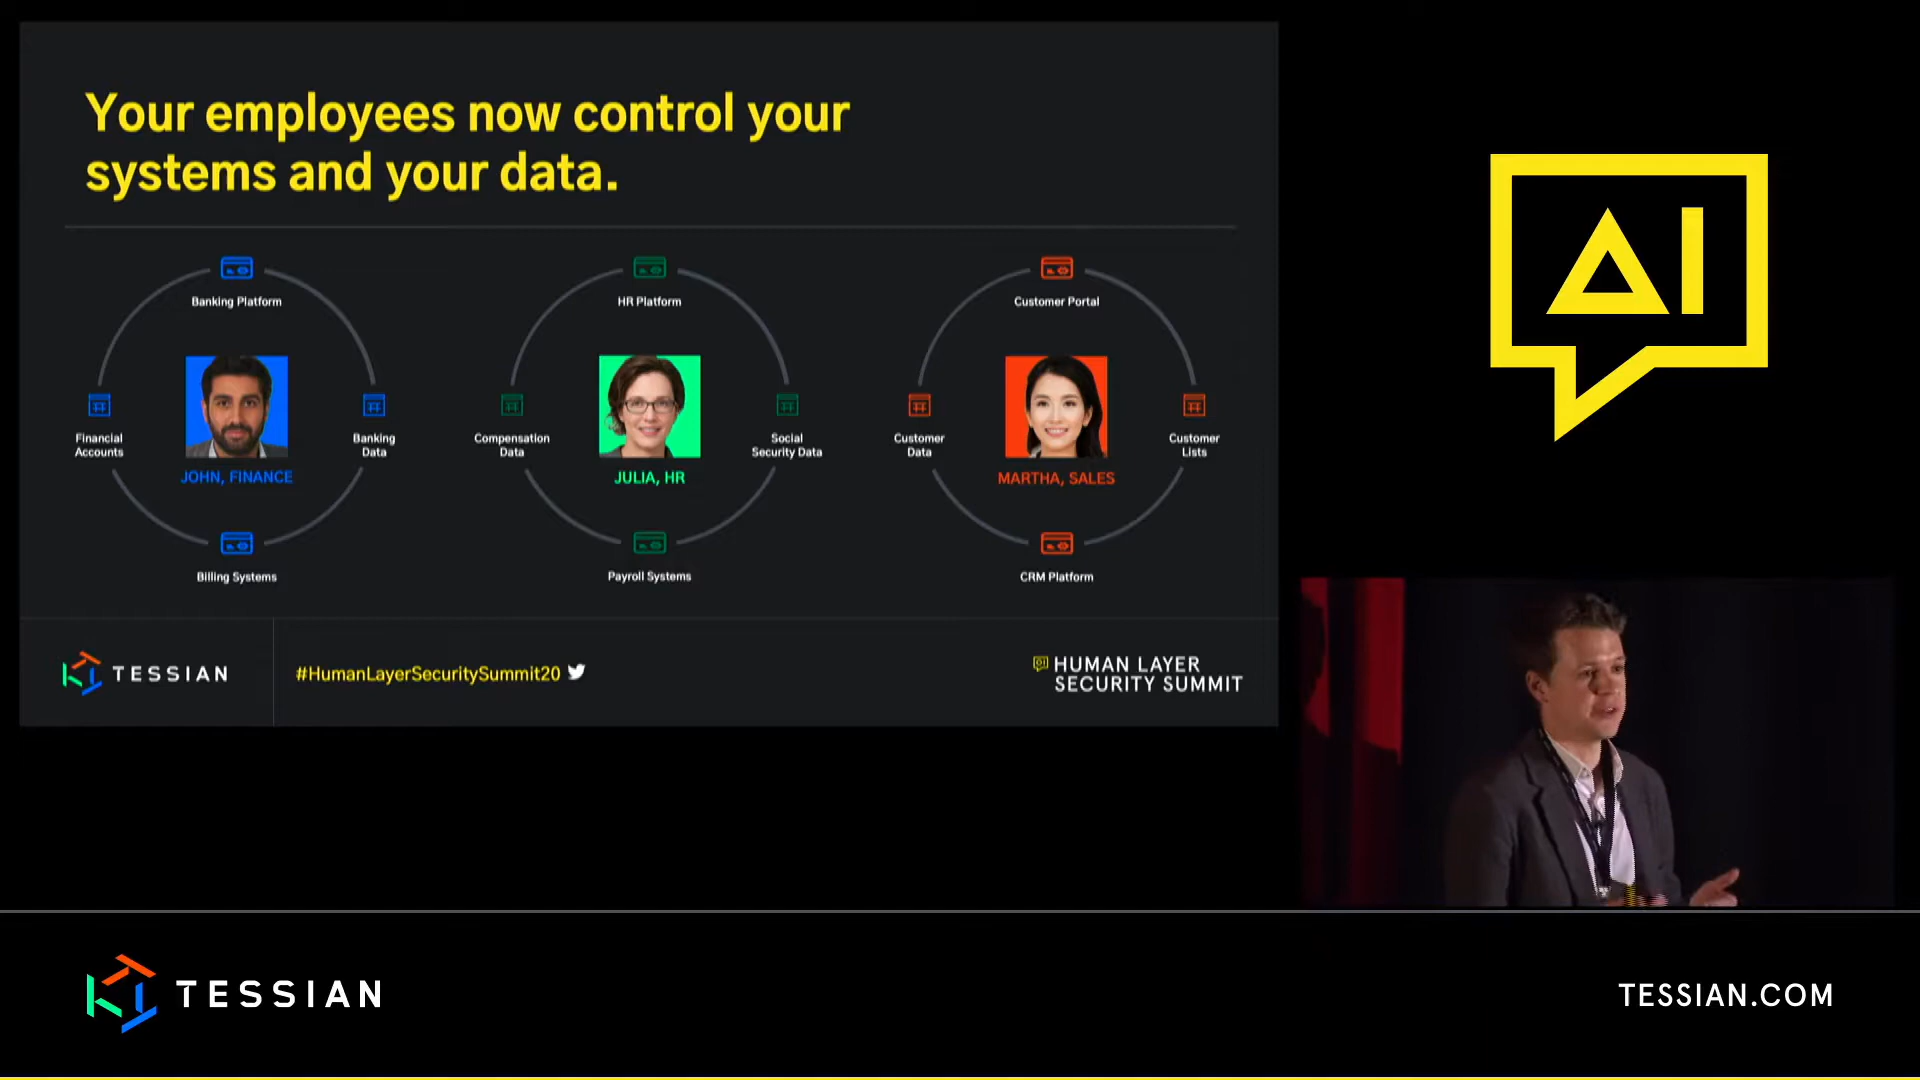 Your employees now control your
systems and your data.
Banking Platform
Financial
Accounts
Banking
Data
JOHN, FINANCE
Billing Systems
HR Platform
Compensation
Data
Social
Security Data
JULIA, HR
Payroll Systems
Customer Portal
Customer
Data
Customer
Lists
MARTHA, SALES
CRM Platform
TESSIAN
#HumanLayerSecuritySummit20
HUMAN LAYER
SECURITY SUMMIT
AI
TESSIAN
TESSIAN.COM